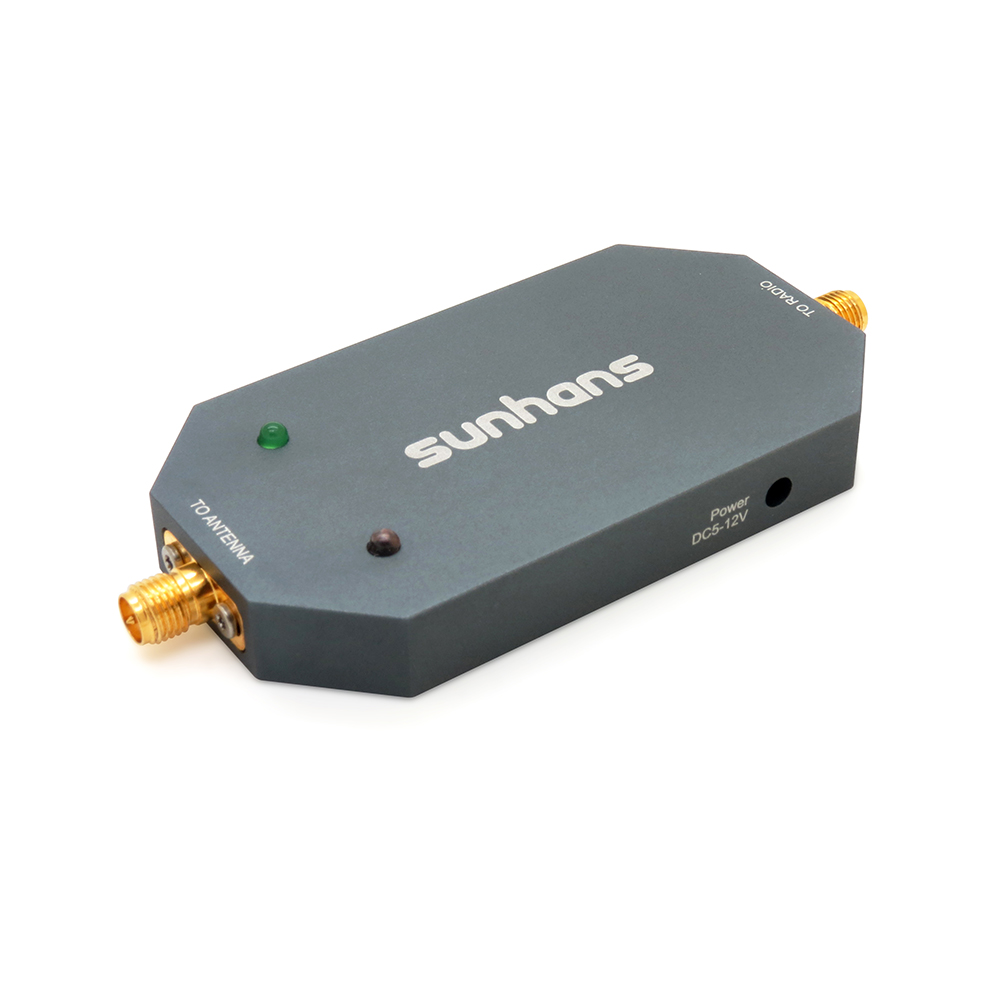 TO RADIO
sunhans
TO ANTENNA
Power
DC5-12V